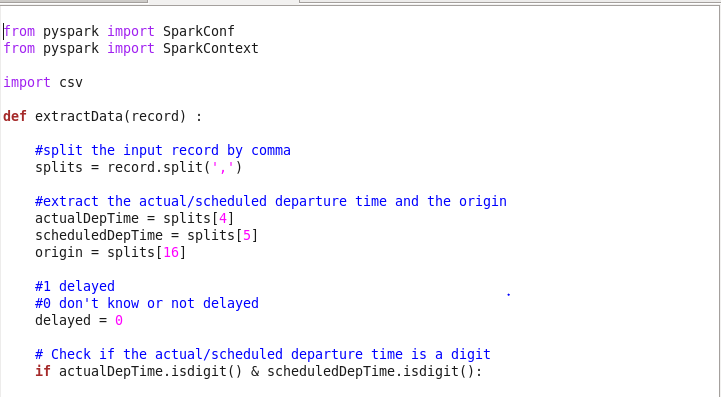 from pyspark import SparkConf
from pyspark import SparkContext
import csv
def extractData(record) :
#split the input record by comma
splits = record.split(',')
#extract the actual/scheduled departure time and the origin
actualDepTime = splits[4]
scheduledDepTime = splits[5]
origin = splits[16]
#1 delayed
#0 don't know or not delayed
delayed = 0
# Check if the actual/scheduled departure time is a digit
if actualDepTime.isdigit() & scheduledDepTime.isdigit():